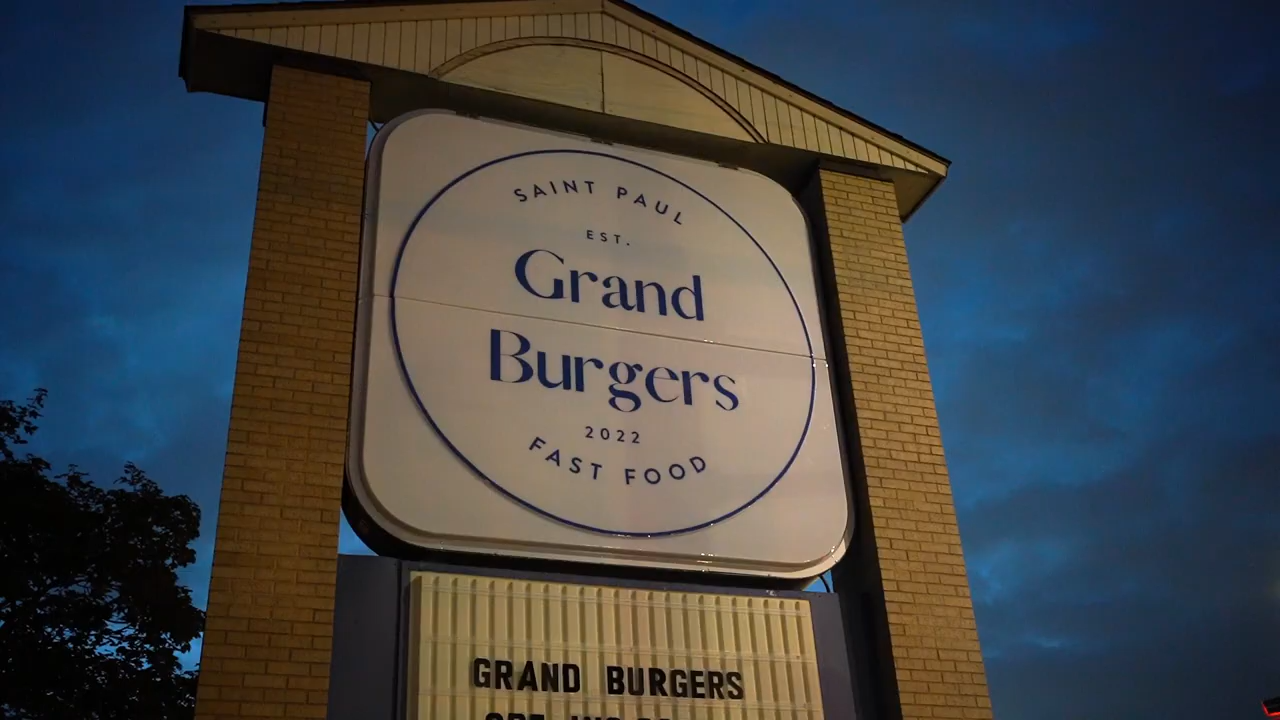 SAINT PAUL
EST.
Grand
Burgers
2022
FAST FOOD
GRAND BURGERS